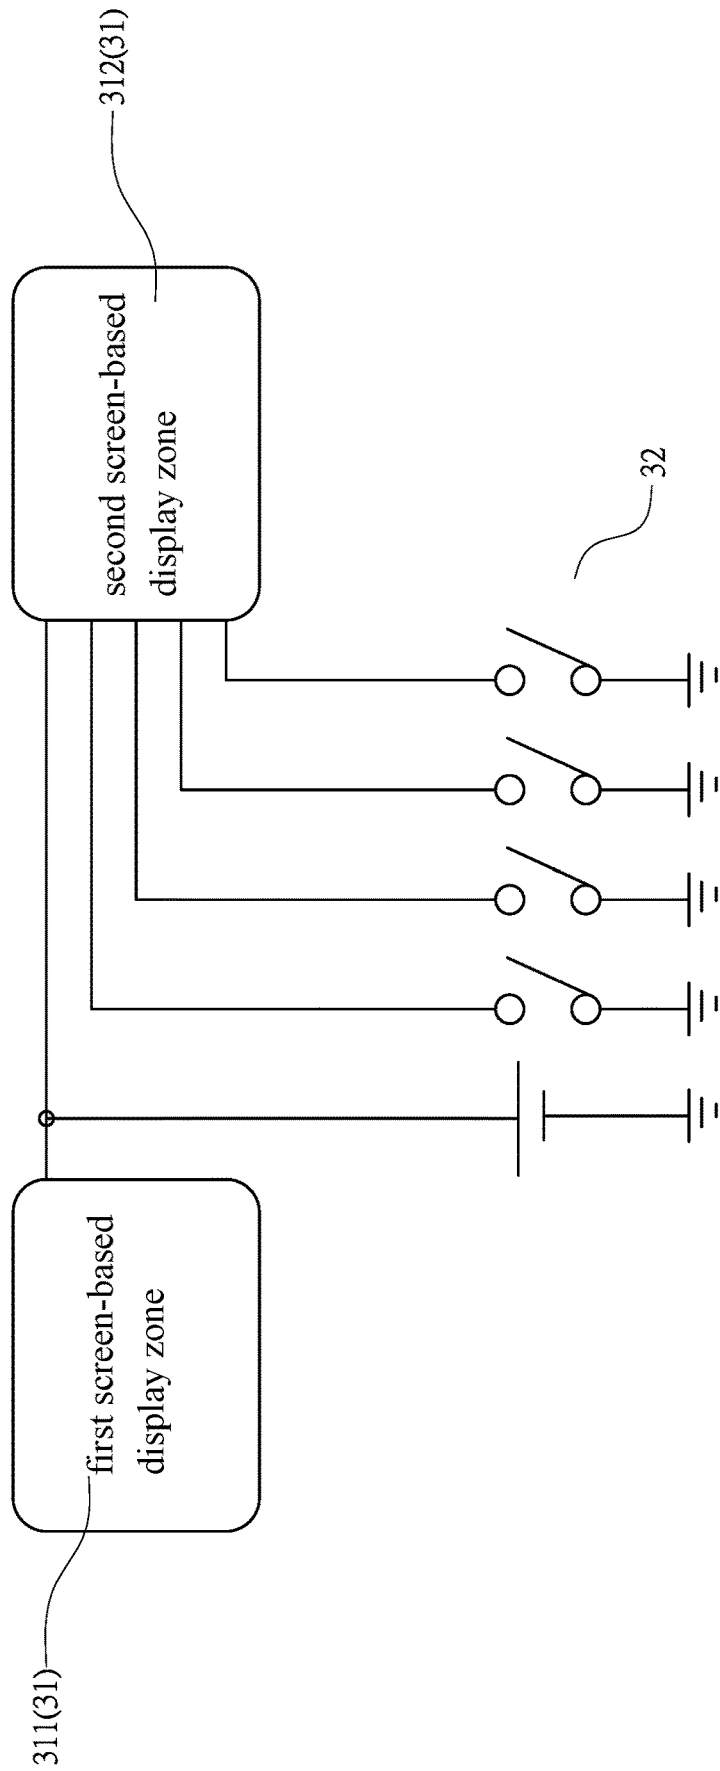 311(31)
first screen-based
display zone
second screen-based
display zone
312(31)
32